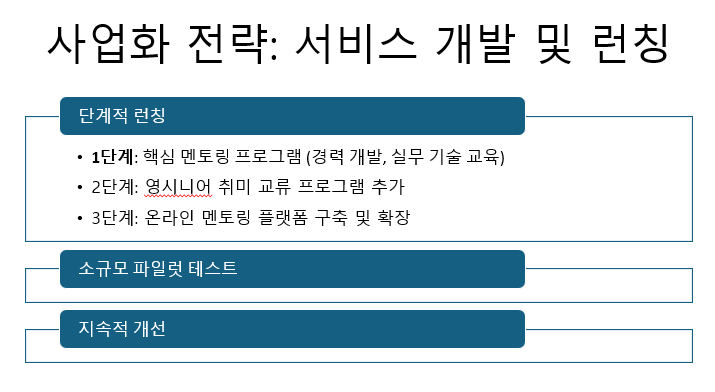 사업화 전략: 서비스 개발 및 런칭
단계적 런칭
• 1단계: 핵심 멘토링 프로그램 (경력 개발, 실무 기술 교육)
• 2단계: 영시니어 취미 교류 프로그램 추가
• 3단계: 온라인 멘토링 플랫폼 구축 및 확장
소규모 파일럿 테스트
지속적 개선